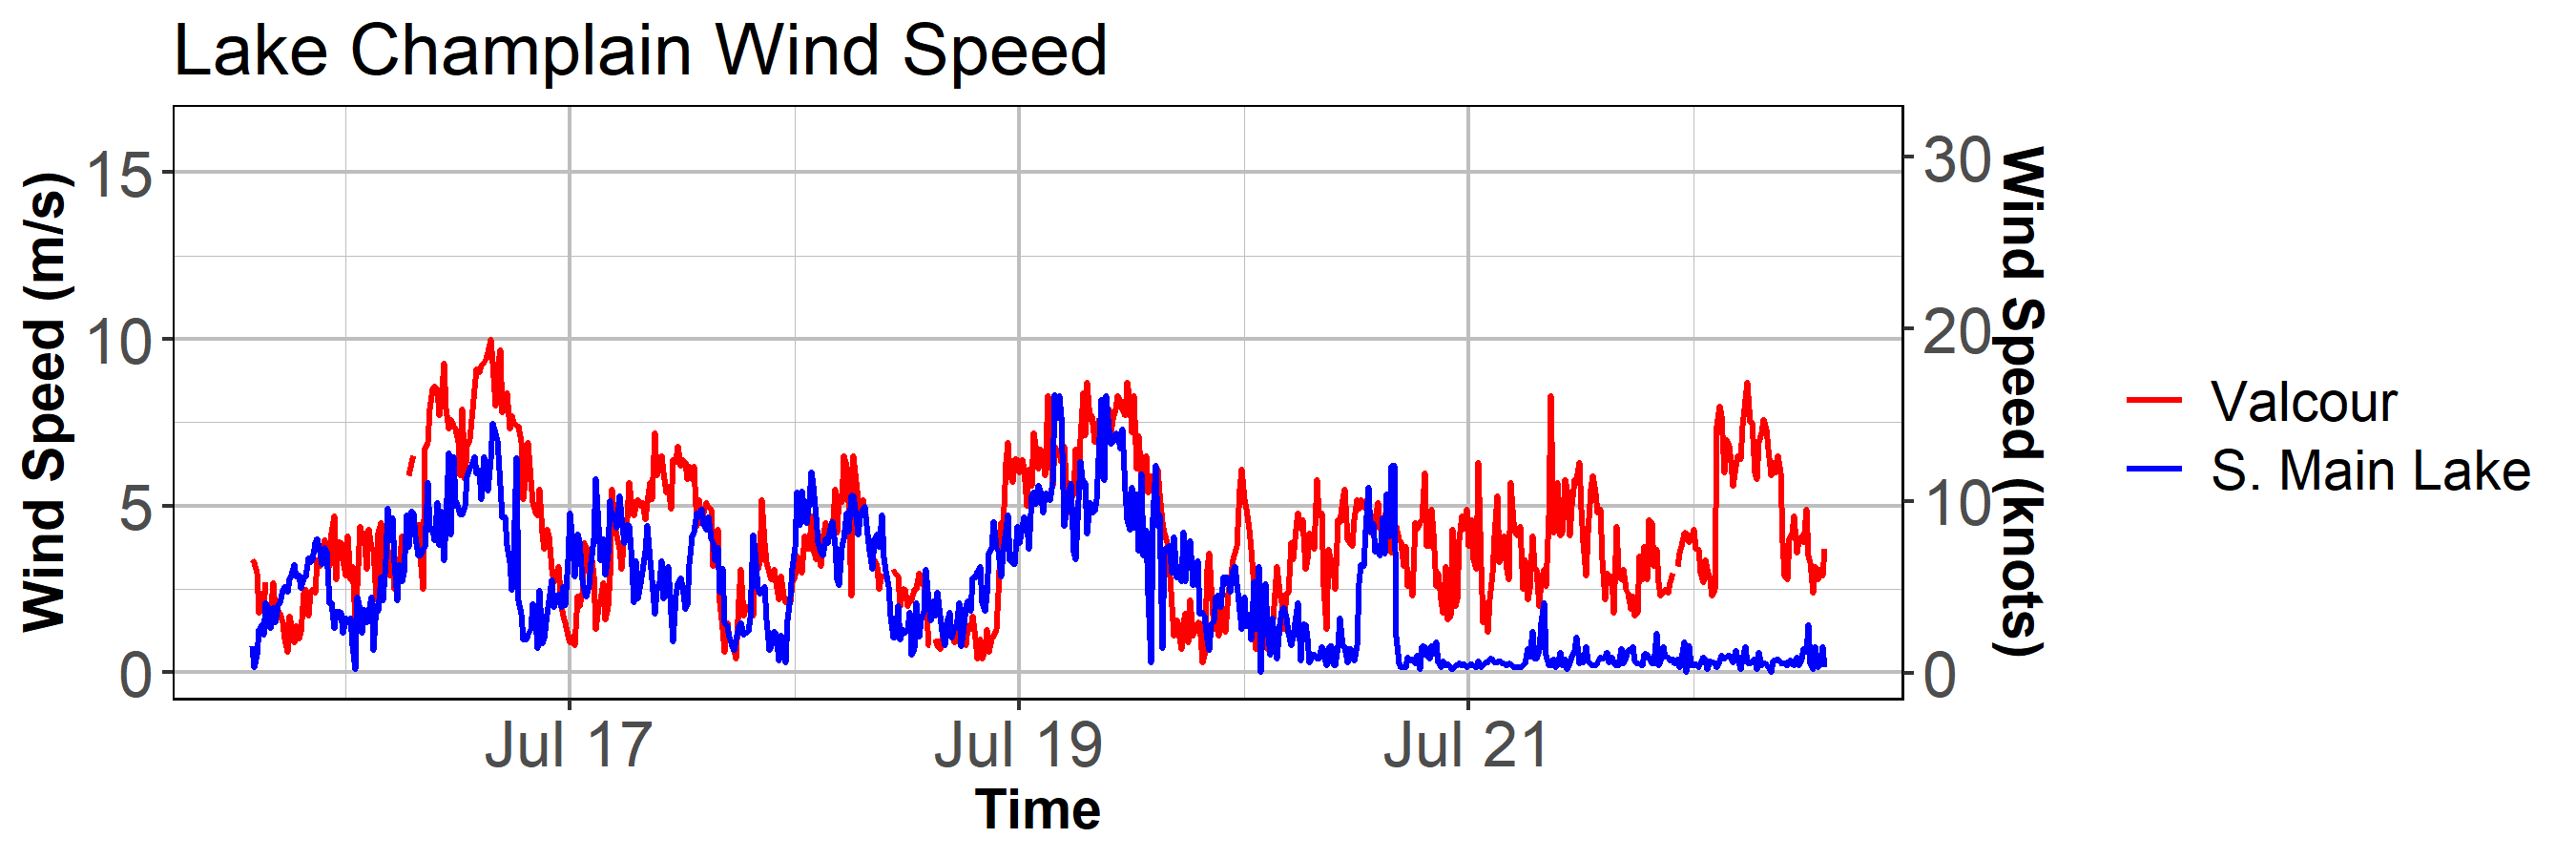 Lake Champlain Wind Speed
Wind Speed (m/s)
15
10
5
0
30
20
10
0
Wind Speed (knots)
Jul 17
Jul 19
Jul 21
Time
Valcour
S. Main Lake